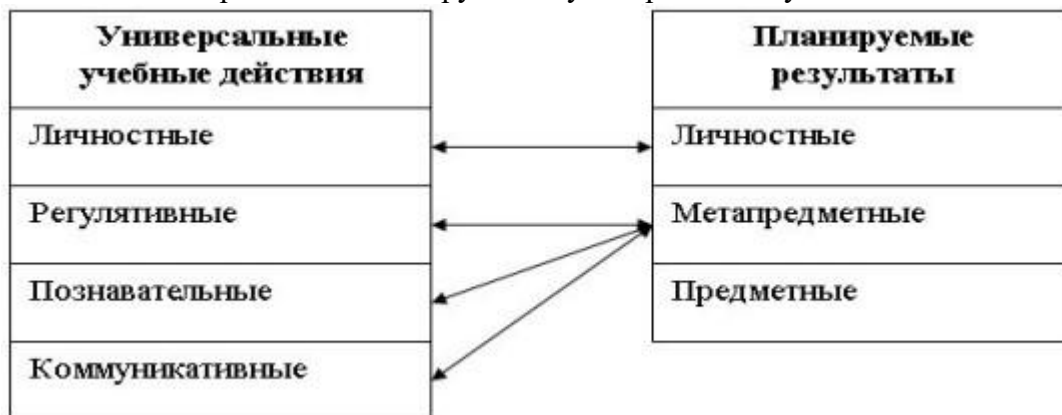 Универсальные
учебные действия
Личностные
Регулятивные
Познавательные
Коммуникативные
Планируемые
результаты
Личностные
Метапредметные
Предметные